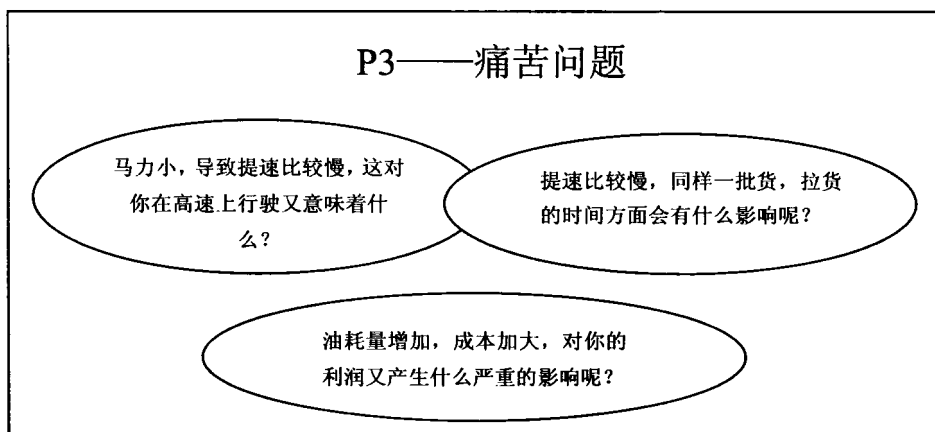 P3——痛苦问题
马力小，导致提速比较慢，这对
你在高速上行驶又意味着什
么？
提速比较慢，同样一批货，拉货
的时间方面会有什么影响呢？
油耗量增加，成本加大，对你的
利润又产生什么严重的影响呢？